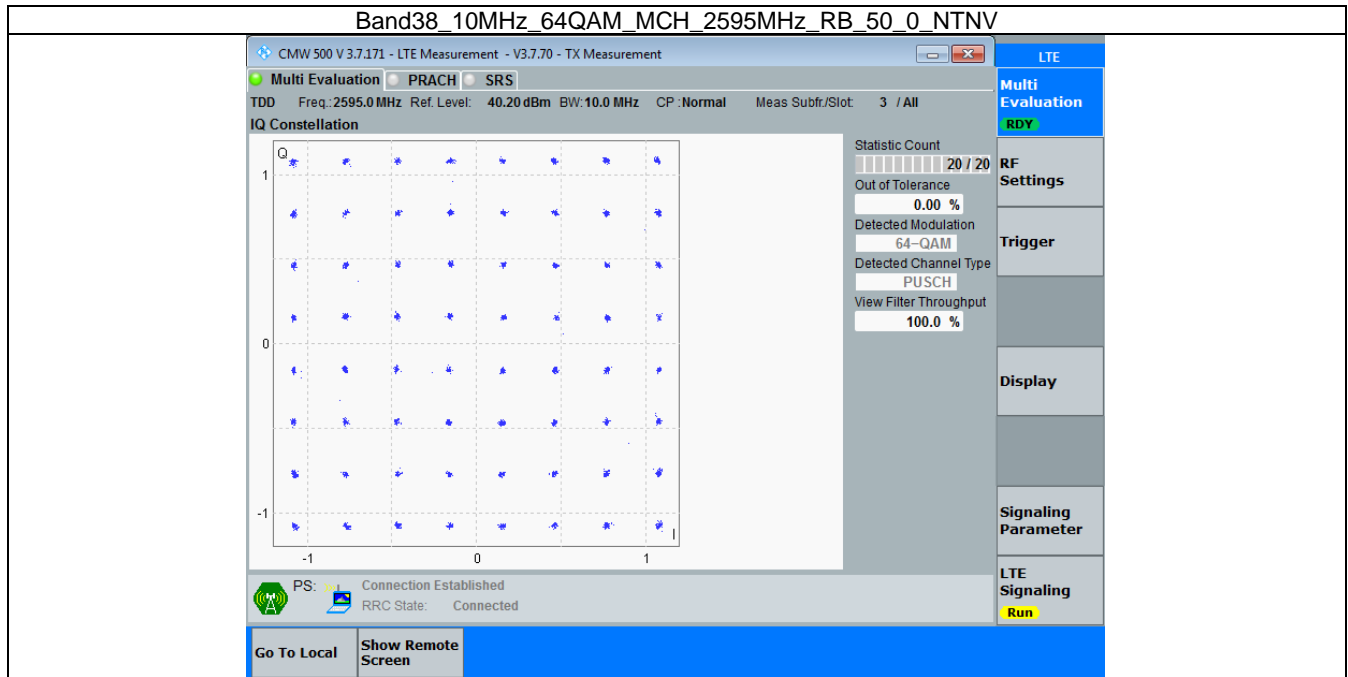 Band38_10MHz_64QAM_MCH_2595MHz_RB_50_0_NTNV
CMW 500 V 3.7.171 - LTE Measurement - V3.7.70 - TX Measurement
LTE
Multi Evaluation PRACH SRS
TDD Freq.: 2595.0 MHz Ref. Level: 40.20 dBm BW: 10.0 MHz CP : Normal Meas Subfr./Slot: 3 / All
IQ Constellation
Q
1
0
-1
-1 0 1
I
Statistic Count
20 / 20
Out of Tolerance
0.00 %
Detected Modulation
64-QAM
Detected Channel Type
PUSCH
View Filter Throughput
100.0 %
Multi
Evaluation
RDY
RF
Settings
Trigger
Display
Signaling
Parameter
LTE
Signaling
Run
PS: Connection Established
RRC State: Connected
Go To Local
Show Remote
Screen